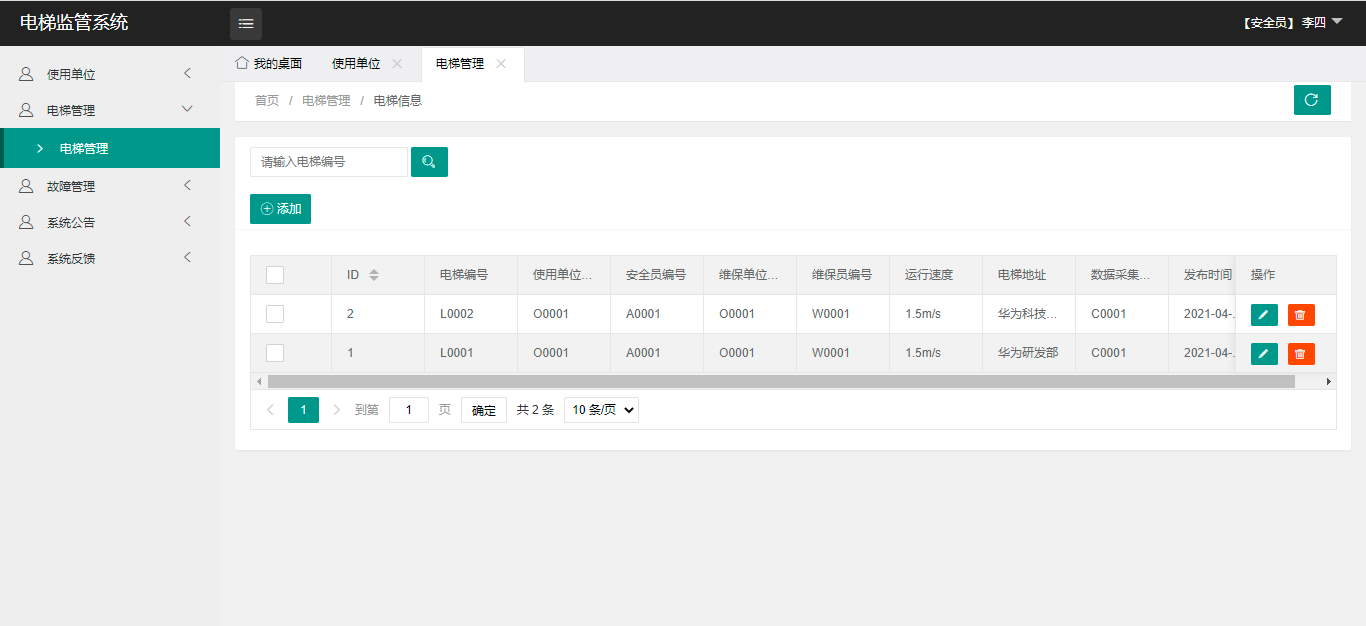 电梯监管系统
【安全员】 李四
我的桌面 使用单位 电梯管理
使用单位
电梯管理
电梯管理
故障管理
系统公告
系统反馈
首页 / 电梯管理 / 电梯信息
请输入电梯编号
添加
ID 电梯编号 使用单位... 安全员编号 维保单位... 维保员编号 运行速度 电梯地址 数据采集... 发布时间 操作
2 L0002 O0001 A0001 O0001 W0001 1.5m/s 华为科技... C0001 2021-04-..
1 L0001 O0001 A0001 O0001 W0001 1.5m/s 华为研发部 C0001 2021-04-..
1 到第 1 页 确定 共 2 条 10 条/页